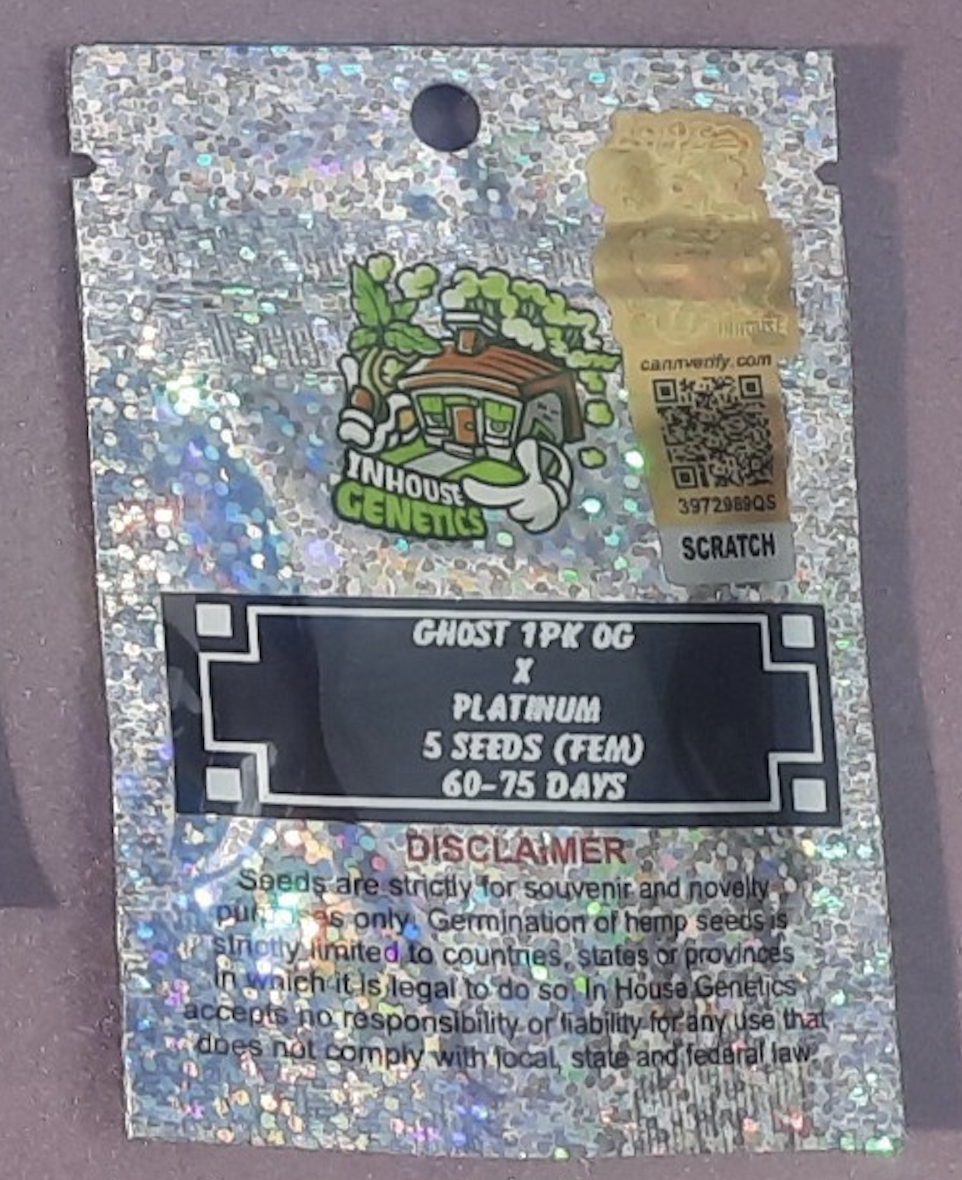 INHOUSE
cannverify.com
3972989QS
SCRATCH
INHOUSE
GENETICS
GHOST 1PK OG
X
PLATINUM
5 SEEDS (FEM)
60-75 DAYS
DISCLAIMER
Seeds are strictly for souvenir and novelty
only. Germination of hemp seeds is
strictly limited to countries, states or provinces
in which it is legal to do so. In House Genetics
accepts no responsibility or liability for any use that
does not comply with local, state and federal law.